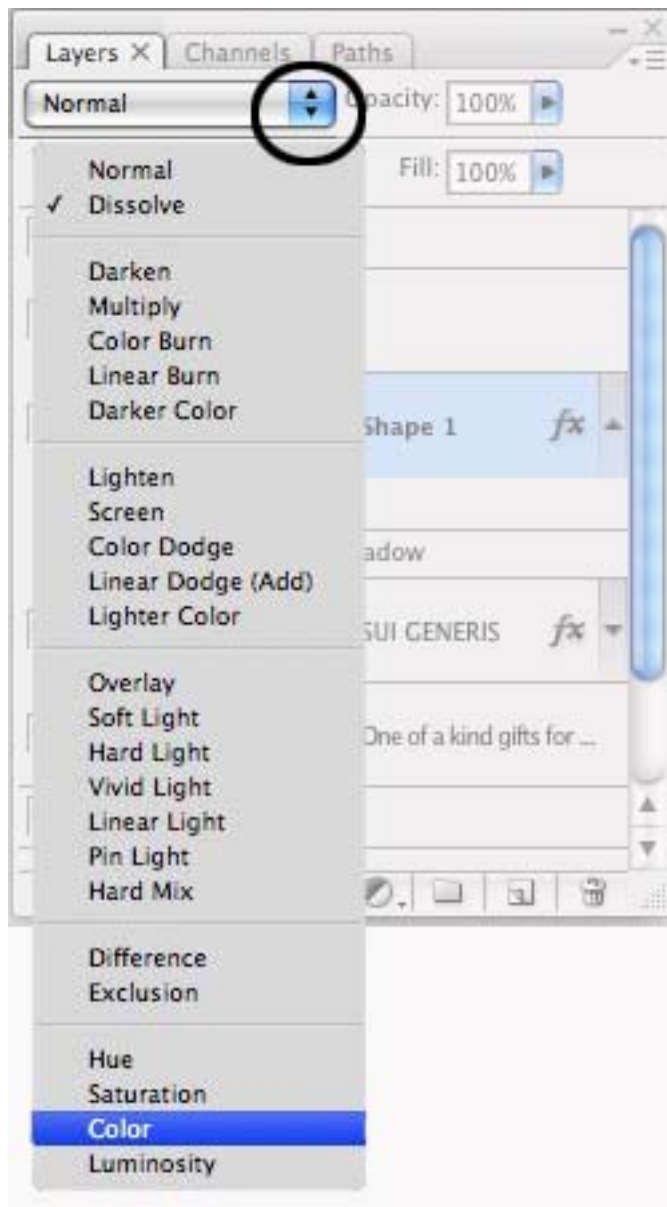 Layers × Channels Paths
Normal Opacity: 100%
Fill: 100%
Normal
✓ Dissolve
Darken
Multiply
Color Burn
Linear Burn
Darker Color
Shape 1 fx
Lighten
Screen
Color Dodge
adow
Linear Dodge (Add)
Lighter Color
SUI GENERIS fx
Overlay
Soft Light
One of a kind gifts for ...
Hard Light
Vivid Light
Linear Light
Pin Light
Hard Mix
Difference
Exclusion
Hue
Saturation
Color
Luminosity